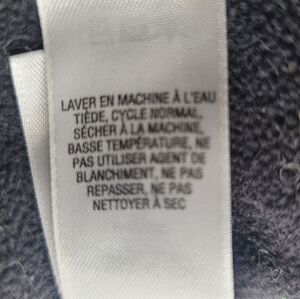 LAVER EN MACHINE À L'EAU
TIÈDE, CYCLE NORMAL,
SÉCHER À LA MACHINE,
BASSE TEMPÉRATURE, NE
PAS UTILISER AGENT DE
BLANCHIMENT, NE PAS
REPASSER, NE PAS
NETTOYER À SEC